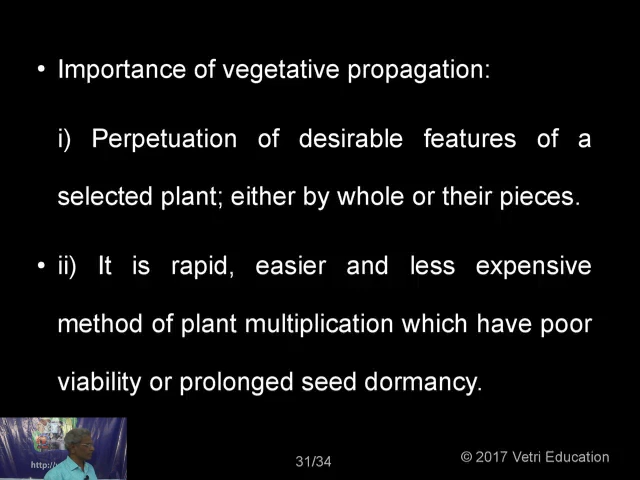 • Importance of vegetative propagation:
i) Perpetuation of desirable features of a
selected plant; either by whole or their pieces.
• ii) It is rapid, easier and less expensive
method of plant multiplication which have poor
viability or prolonged seed dormancy.
http://
31/34
© 2017 Vetri Education